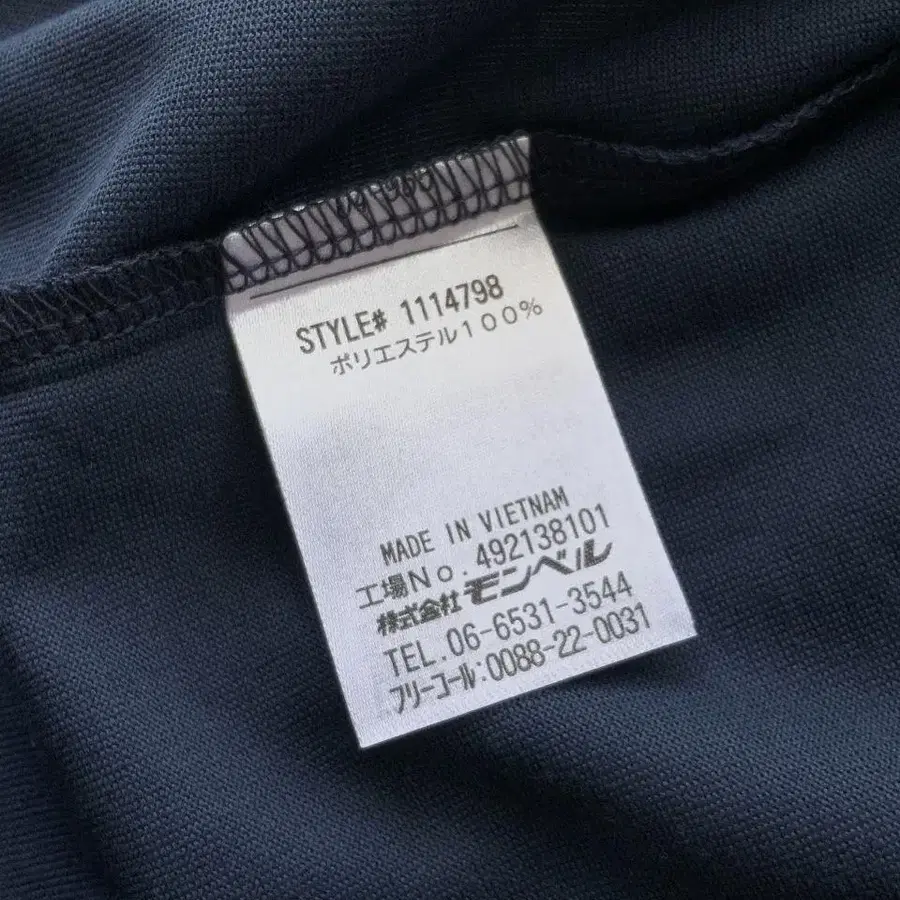 STYLE# 1114798
ポリエステル100%
MADE IN VIETNAM
工場No.492138101
株式会社 モンベル
TEL.06-6531-3544
フリーコール:0088-22-0031